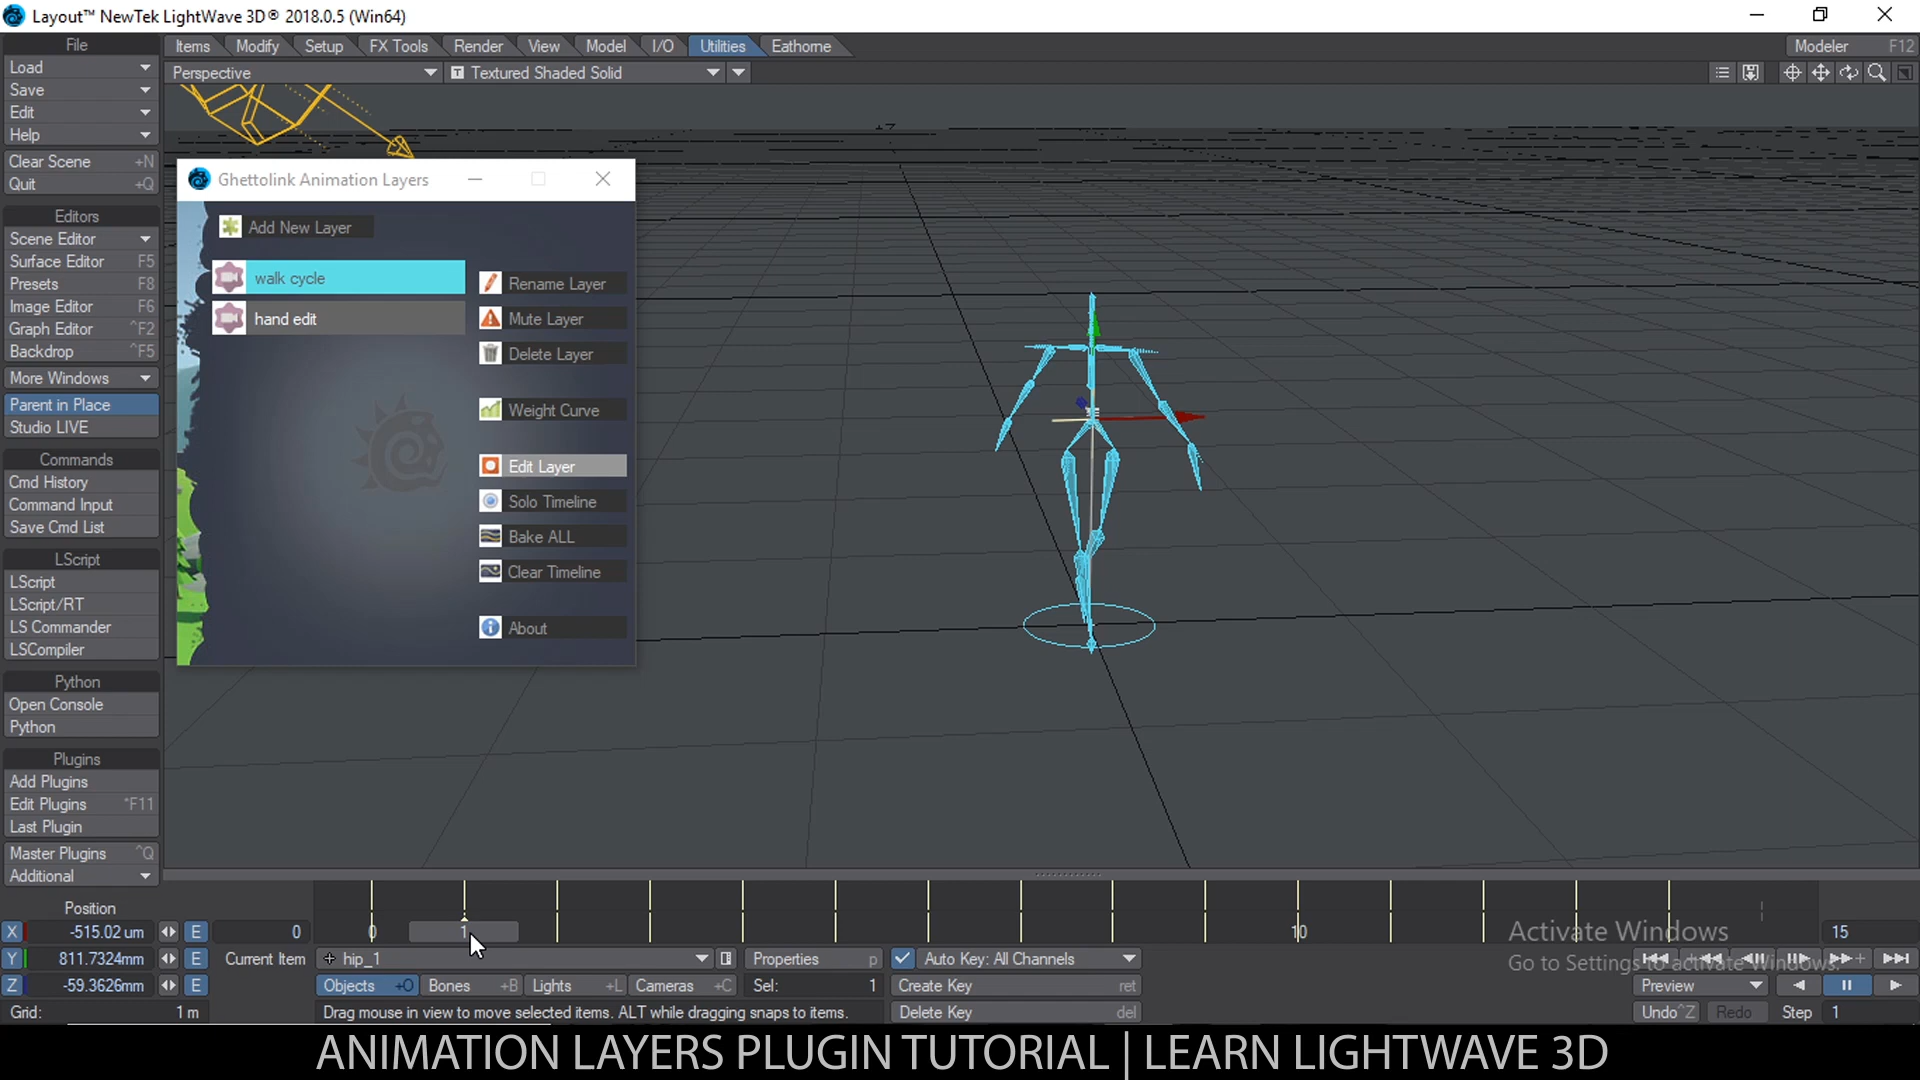 Layout™ NewTek LightWave 3D® 2018.0.5 (Win64)
File
Items Modify Setup FX Tools Render View Model I/O Utilities Eathorne Modeler F12
Load
Perspective T Textured Shaded Solid
Save
Edit
Help
Clear Scene +N
Quit +Q
Editors
Scene Editor
Surface Editor F5
Presets F8
Image Editor F6
Graph Editor ^F2
Backdrop ^F5
More Windows
Parent in Place
Studio LIVE
Commands
Cmd History
Command Input
Save Cmd List
LScript
LScript
LScript/RT
LS Commander
LSCompiler
Python
Open Console
Python
Plugins
Add Plugins
Edit Plugins ^F11
Last Plugin
Master Plugins ^Q
Additional
Ghettolink Animation Layers
Add New Layer
walk cycle
hand edit
Rename Layer
Mute Layer
Delete Layer
Weight Curve
Edit Layer
Solo Timeline
Bake ALL
Clear Timeline
About
Position
X -515.02 um E 0 0 1 10 15
Y 811.7324mm E Current Item + hip_1 Properties p Auto Key: All Channels
Z -59.3626mm E Objects +O Bones +B Lights +L Cameras +C Sel: 1 Create Key ret Preview
Grid: 1 m Drag mouse in view to move selected items. ALT while dragging snaps to items. Delete Key del Undo ^Z Redo Step 1
Activate Windows
Go to Settings to activate Windows.
ANIMATION LAYERS PLUGIN TUTORIAL | LEARN LIGHTWAVE 3D